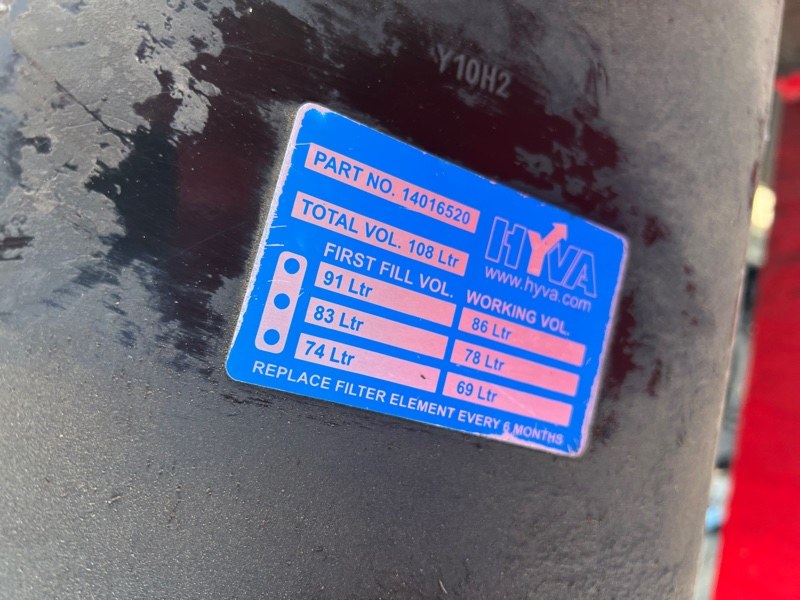 Y10H2
PART NO. 14016520
TOTAL VOL. 108 Ltr
HYVA
www.hyva.com
FIRST FILL VOL. WORKING VOL.
91 Ltr 86 Ltr
83 Ltr 78 Ltr
74 Ltr 69 Ltr
REPLACE FILTER ELEMENT EVERY 6 MONTHS